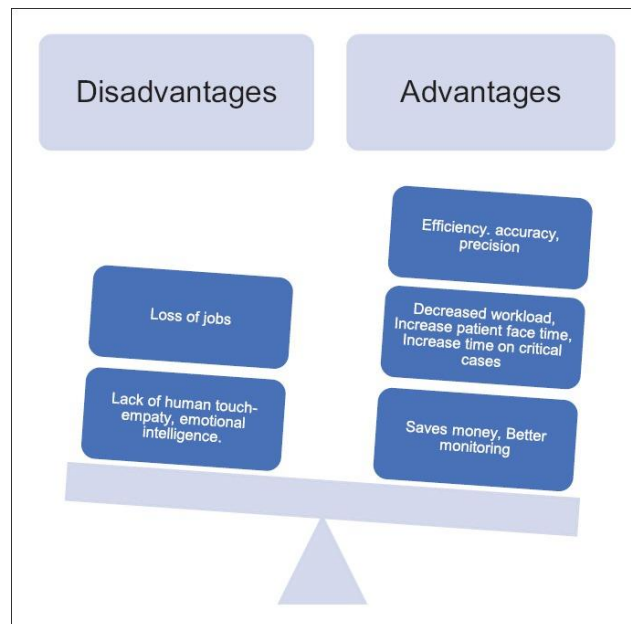 Disadvantages
Advantages
Efficiency. accuracy,
precision
Loss of jobs
Decreased workload,
Increase patient face time,
Increase time on critical
cases
Lack of human touch-
empaty, emotional
intelligence.
Saves money, Better
monitoring